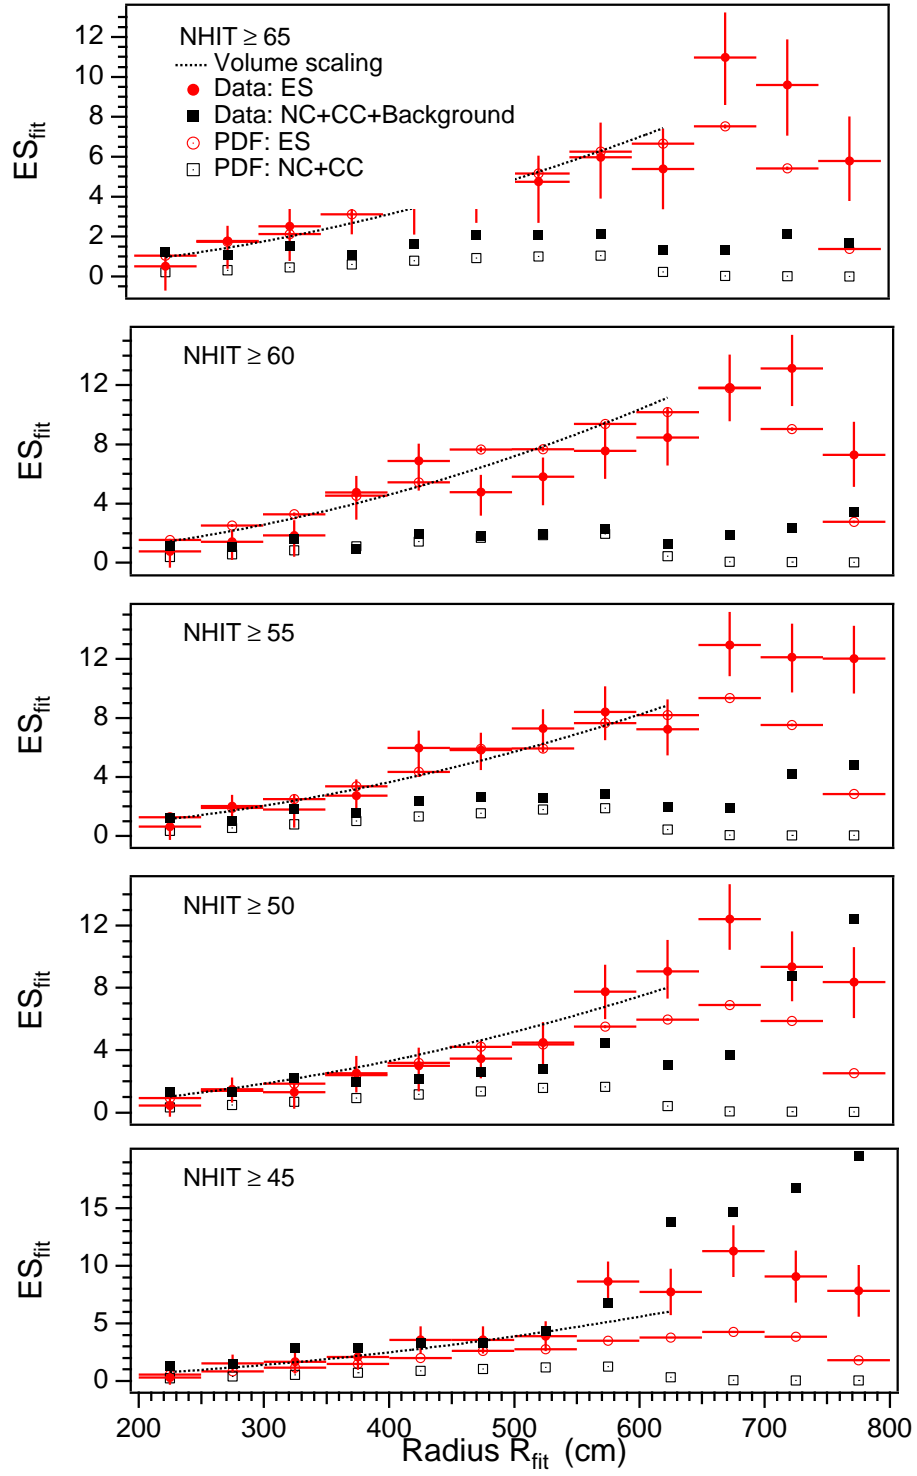 NHIT ≥ 65
Volume scaling
Data: ES
Data: NC+CC+Background
PDF: ES
PDF: NC+CC
12
10
8
6
4
2
0
ES_fit
NHIT ≥ 60
12
8
4
0
ES_fit
NHIT ≥ 55
12
8
4
0
ES_fit
NHIT ≥ 50
12
8
4
0
ES_fit
NHIT ≥ 45
15
10
5
0
ES_fit
200 300 400 500 600 700 800
Radius R_fit (cm)